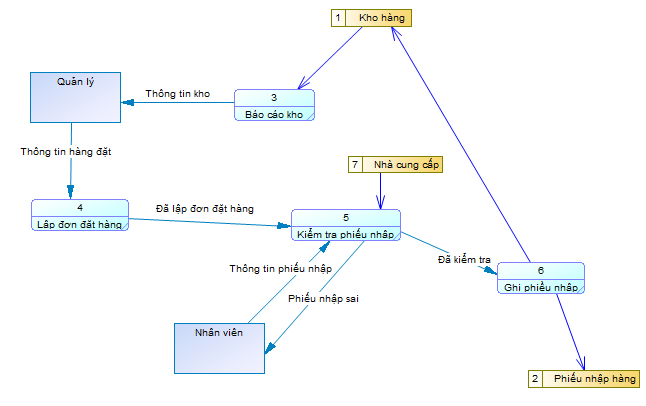 1 Kho hàng
Quản lý
Thông tin kho
3
Báo cáo kho
Thông tin hàng đặt
7 Nhà cung cấp
4
Lập đơn đặt hàng
Đã lập đơn đặt hàng
5
Kiểm tra phiếu nhập
Đã kiểm tra
Thông tin phiếu nhập
6
Ghi phiếu nhập
Phiếu nhập sai
Nhân viên
2 Phiếu nhập hàng